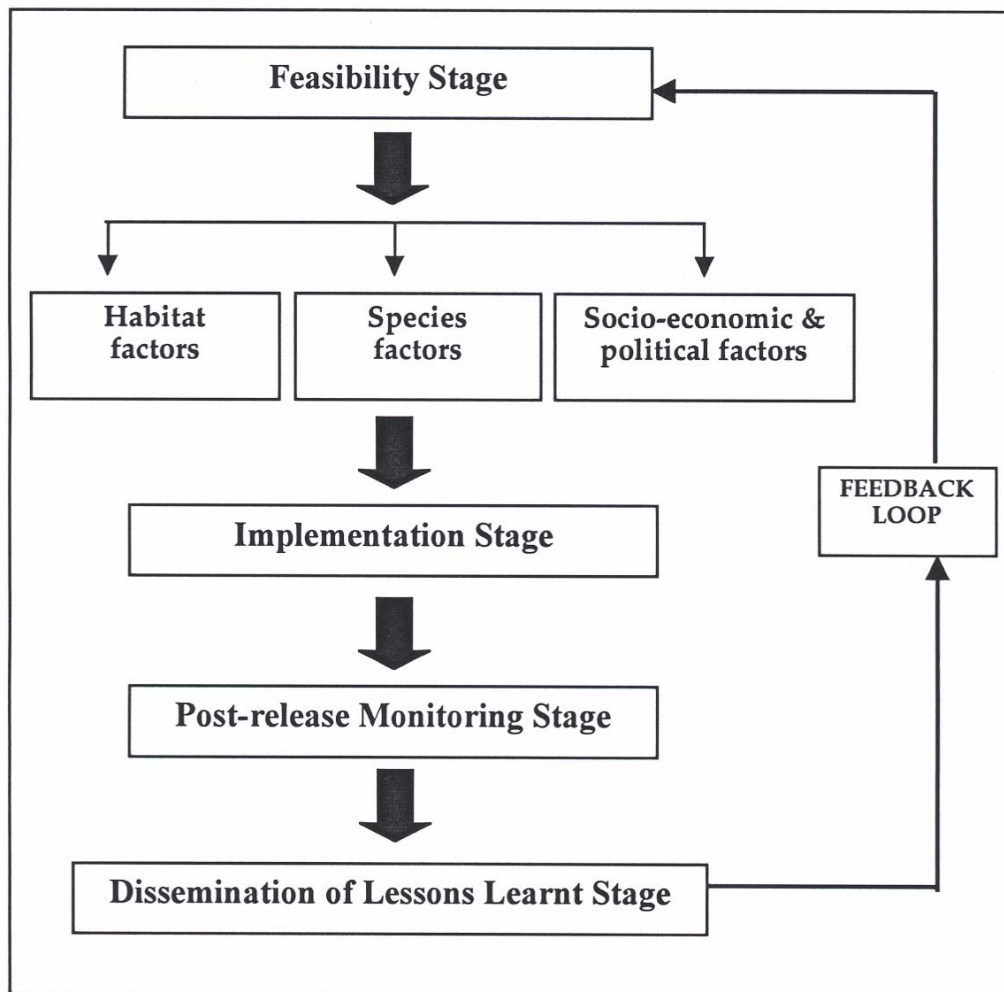 Feasibility Stage
Habitat
factors
Species
factors
Socio-economic &
political factors
Implementation Stage
FEEDBACK
LOOP
Post-release Monitoring Stage
Dissemination of Lessons Learnt Stage